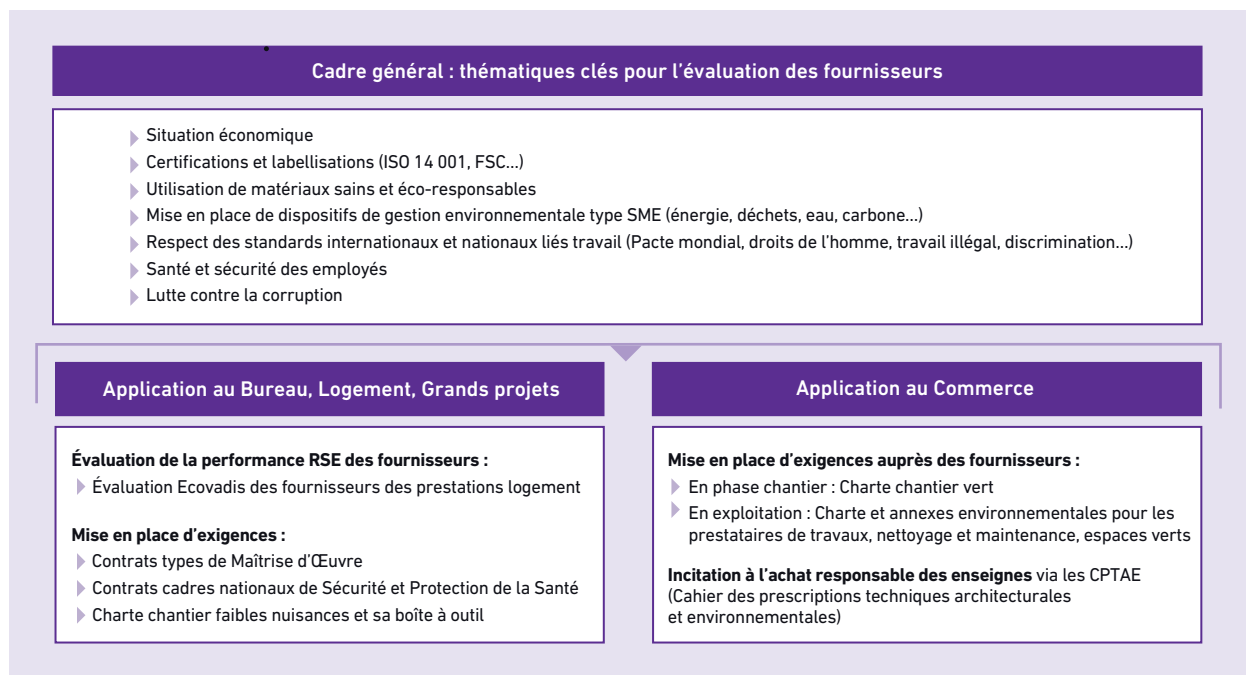 Cadre général : thématiques clés pour l'évaluation des fournisseurs
Situation économique
Certifications et labellisations (ISO 14 001, FSC...)
Utilisation de matériaux sains et éco-responsables
Mise en place de dispositifs de gestion environnementale type SME (énergie, déchets, eau, carbone...)
Respect des standards internationaux et nationaux liés travail (Pacte mondial, droits de l'homme, travail illégal, discrimination...)
Santé et sécurité des employés
Lutte contre la corruption
Application au Bureau, Logement, Grands projets
Évaluation de la performance RSE des fournisseurs :
Évaluation Ecovadis des fournisseurs des prestations logement
Mise en place d'exigences :
Contrats types de Maîtrise d'Œuvre
Contrats cadres nationaux de Sécurité et Protection de la Santé
Charte chantier faibles nuisances et sa boîte à outil
Application au Commerce
Mise en place d'exigences auprès des fournisseurs :
En phase chantier : Charte chantier vert
En exploitation : Charte et annexes environnementales pour les
prestataires de travaux, nettoyage et maintenance, espaces verts
Incitation à l'achat responsable des enseignes via les CPTAE
(Cahier des prescriptions techniques architecturales
et environnementales)